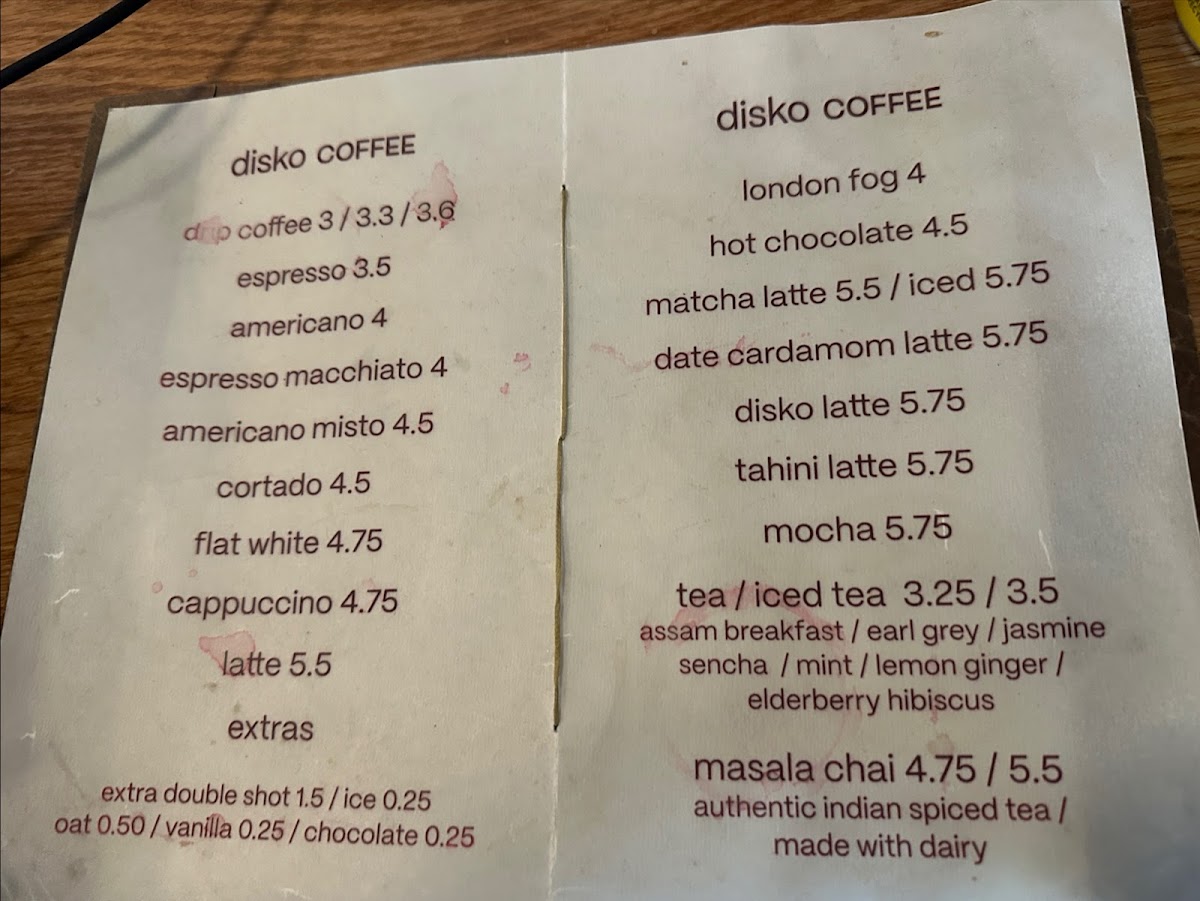 disko COFFEE
drip coffee 3 / 3.3 / 3.6
espresso 3.5
americano 4
espresso macchiato 4
americano misto 4.5
cortado 4.5
flat white 4.75
cappuccino 4.75
latte 5.5
extras
extra double shot 1.5 / ice 0.25
oat 0.50 / vanilla 0.25 / chocolate 0.25
disko COFFEE
london fog 4
hot chocolate 4.5
matcha latte 5.5 / iced 5.75
date cardamom latte 5.75
disko latte 5.75
tahini latte 5.75
mocha 5.75
tea / iced tea 3.25 / 3.5
assam breakfast / earl grey / jasmine
sencha / mint / lemon ginger /
elderberry hibiscus
masala chai 4.75 / 5.5
authentic indian spiced tea /
made with dairy